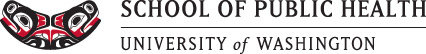 SCHOOL OF PUBLIC HEALTH
UNIVERSITY of WASHINGTON